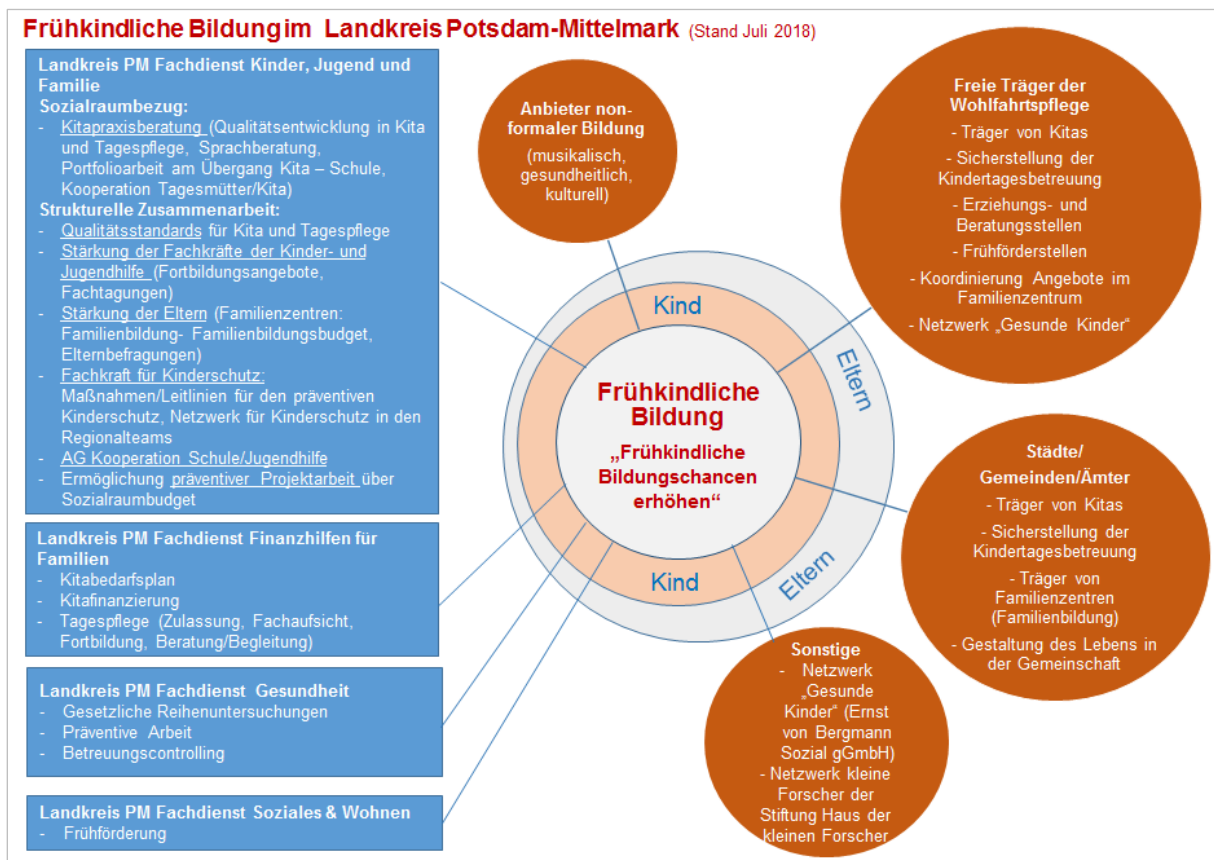 Frühkindliche Bildung im Landkreis Potsdam-Mittelmark (Stand Juli 2018)
Landkreis PM Fachdienst Kinder, Jugend und
Familie
Sozialraumbezug:
- Kitapraxisberatung (Qualitätsentwicklung in Kita
und Tagespflege, Sprachberatung,
Portfolioarbeit am Übergang Kita – Schule,
Kooperation Tagesmütter/Kita)
Strukturelle Zusammenarbeit:
- Qualitätsstandards für Kita und Tagespflege
- Stärkung der Fachkräfte der Kinder- und
Jugendhilfe (Fortbildungsangebote,
Fachtagungen)
- Stärkung der Eltern (Familienzentren:
Familienbildung- Familienbildungsbudget,
Elternbefragungen)
- Fachkraft für Kinderschutz:
Maßnahmen/Leitlinien für den präventiven
Kinderschutz, Netzwerk für Kinderschutz in den
Regionalteams
- AG Kooperation Schule/Jugendhilfe
- Ermöglichung präventiver Projektarbeit über
Sozialraumbudget
Landkreis PM Fachdienst Finanzhilfen für
Familien
- Kitabedarfsplan
- Kitafinanzierung
- Tagespflege (Zulassung, Fachaufsicht,
Fortbildung, Beratung/Begleitung)
Landkreis PM Fachdienst Gesundheit
- Gesetzliche Reihenuntersuchungen
- Präventive Arbeit
- Betreuungscontrolling
Landkreis PM Fachdienst Soziales & Wohnen
- Frühförderung
Anbieter non-
formaler Bildung
(musikalisch,
gesundheitlich,
kulturell)
Kind
Eltern
Frühkindliche
Bildung
„Frühkindliche
Bildungschancen
erhöhen“
Kind
Eltern
Freie Träger der
Wohlfahrtspflege
- Träger von Kitas
- Sicherstellung der
Kindertagesbetreuung
- Erziehungs- und
Beratungsstellen
- Frühförderstellen
- Koordinierung Angebote im
Familienzentrum
- Netzwerk „Gesunde Kinder“
Städte/
Gemeinden/Ämter
- Träger von Kitas
- Sicherstellung der
Kindertagesbetreuung
- Träger von
Familienzentren
(Familienbildung)
- Gestaltung des Lebens in
der Gemeinschaft
Sonstige
- Netzwerk
„Gesunde
Kinder“ (Ernst
von Bergmann
Sozial gGmbH)
- Netzwerk kleine
Forscher der
Stiftung Haus der
kleinen Forscher